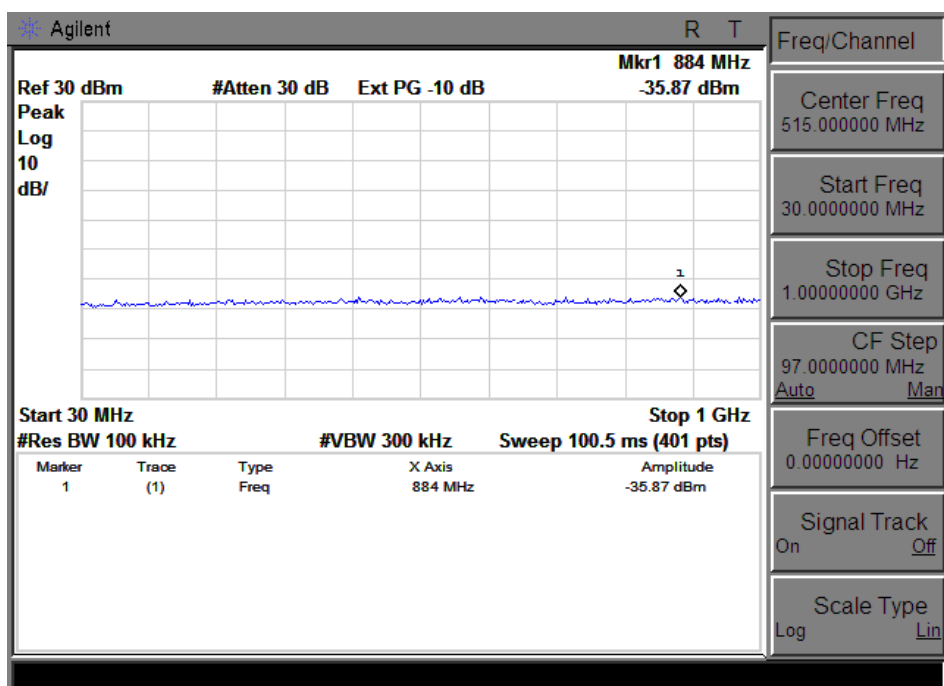 Agilent
R T
Freq/Channel
Mkr1 884 MHz
Ref 30 dBm #Atten 30 dB Ext PG -10 dB -35.87 dBm
Peak
Log
10
dB/
1
Start 30 MHz Stop 1 GHz
#Res BW 100 kHz #VBW 300 kHz Sweep 100.5 ms (401 pts)
Marker Trace Type X Axis Amplitude
1 (1) Freq 884 MHz -35.87 dBm
Center Freq
515.000000 MHz
Start Freq
30.0000000 MHz
Stop Freq
1.00000000 GHz
CF Step
97.0000000 MHz
Auto Man
Freq Offset
0.00000000 Hz
Signal Track
On Off
Scale Type
Log Lin